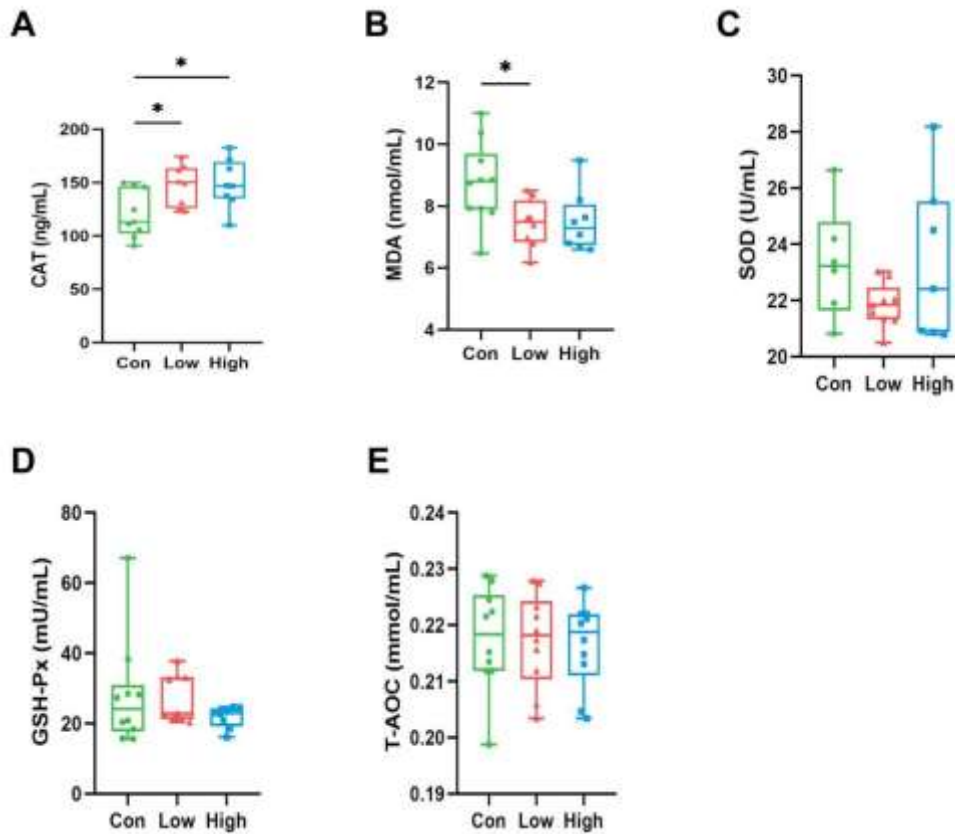 A
*
*
CAT (ng/mL)
200
150
100
50
0
Con Low High
B
*
MDA (nmol/mL)
12
10
8
6
4
Con Low High
C
SOD (U/mL)
30
28
26
24
22
20
Con Low High
D
GSH-Px (mU/mL)
80
60
40
20
0
Con Low High
E
T-AOC (mmol/mL)
0.24
0.23
0.22
0.21
0.20
0.19
Con Low High